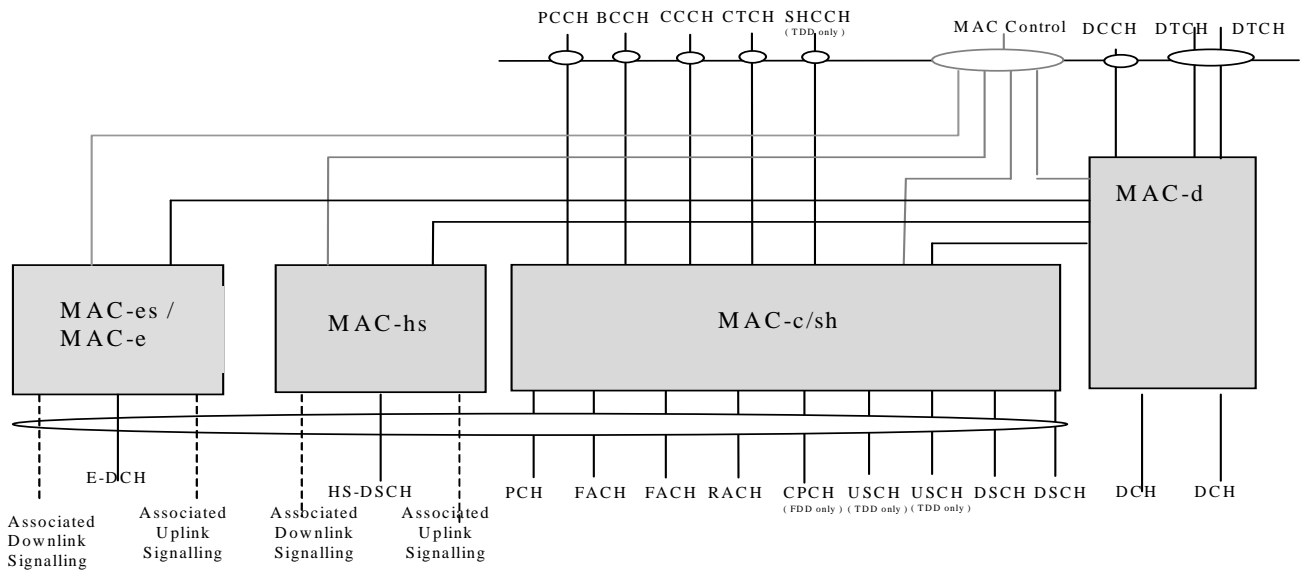 PCCH BCCH CCCH CTCH SHCCH MAC Control DCCH DTCH DTCH
( TDD only )
MAC-d
MAC-es /
MAC-e
MAC-hs
MAC-c/sh
E-DCH
HS-DSCH
PCH FACH FACH RACH CPCH USCH USCH DSCH DSCH DCH DCH
( FDD only ) ( TDD only ) ( TDD only )
Associated
Downlink
Signalling
Associated
Uplink
Signalling
Associated
Downlink
Signalling
Associated
Uplink
Signalling